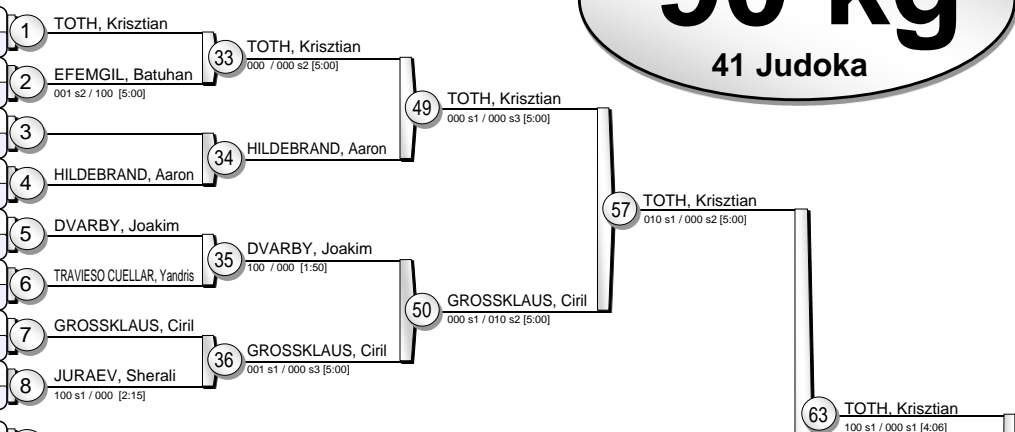 90 kg
41 Judoka
1
TOTH, Krisztian
2
EFEMGIL, Batuhan
001 s2 / 100 [5:00]
33
TOTH, Krisztian
000 / 000 s2 [5:00]
3
4
HILDEBRAND, Aaron
34
HILDEBRAND, Aaron
49
TOTH, Krisztian
000 s1 / 000 s3 [5:00]
5
DVARBY, Joakim
6
TRAVIESO CUELLAR, Yandris
35
DVARBY, Joakim
100 / 000 [1:50]
7
GROSSKLAUS, Ciril
8
JURAEV, Sherali
100 s1 / 000 [2:15]
36
GROSSKLAUS, Ciril
001 s1 / 000 s3 [5:00]
50
GROSSKLAUS, Ciril
000 s1 / 010 s2 [5:00]
57
TOTH, Krisztian
010 s1 / 000 s2 [5:00]
63
TOTH, Krisztian
100 s1 / 000 s1 [4:06]